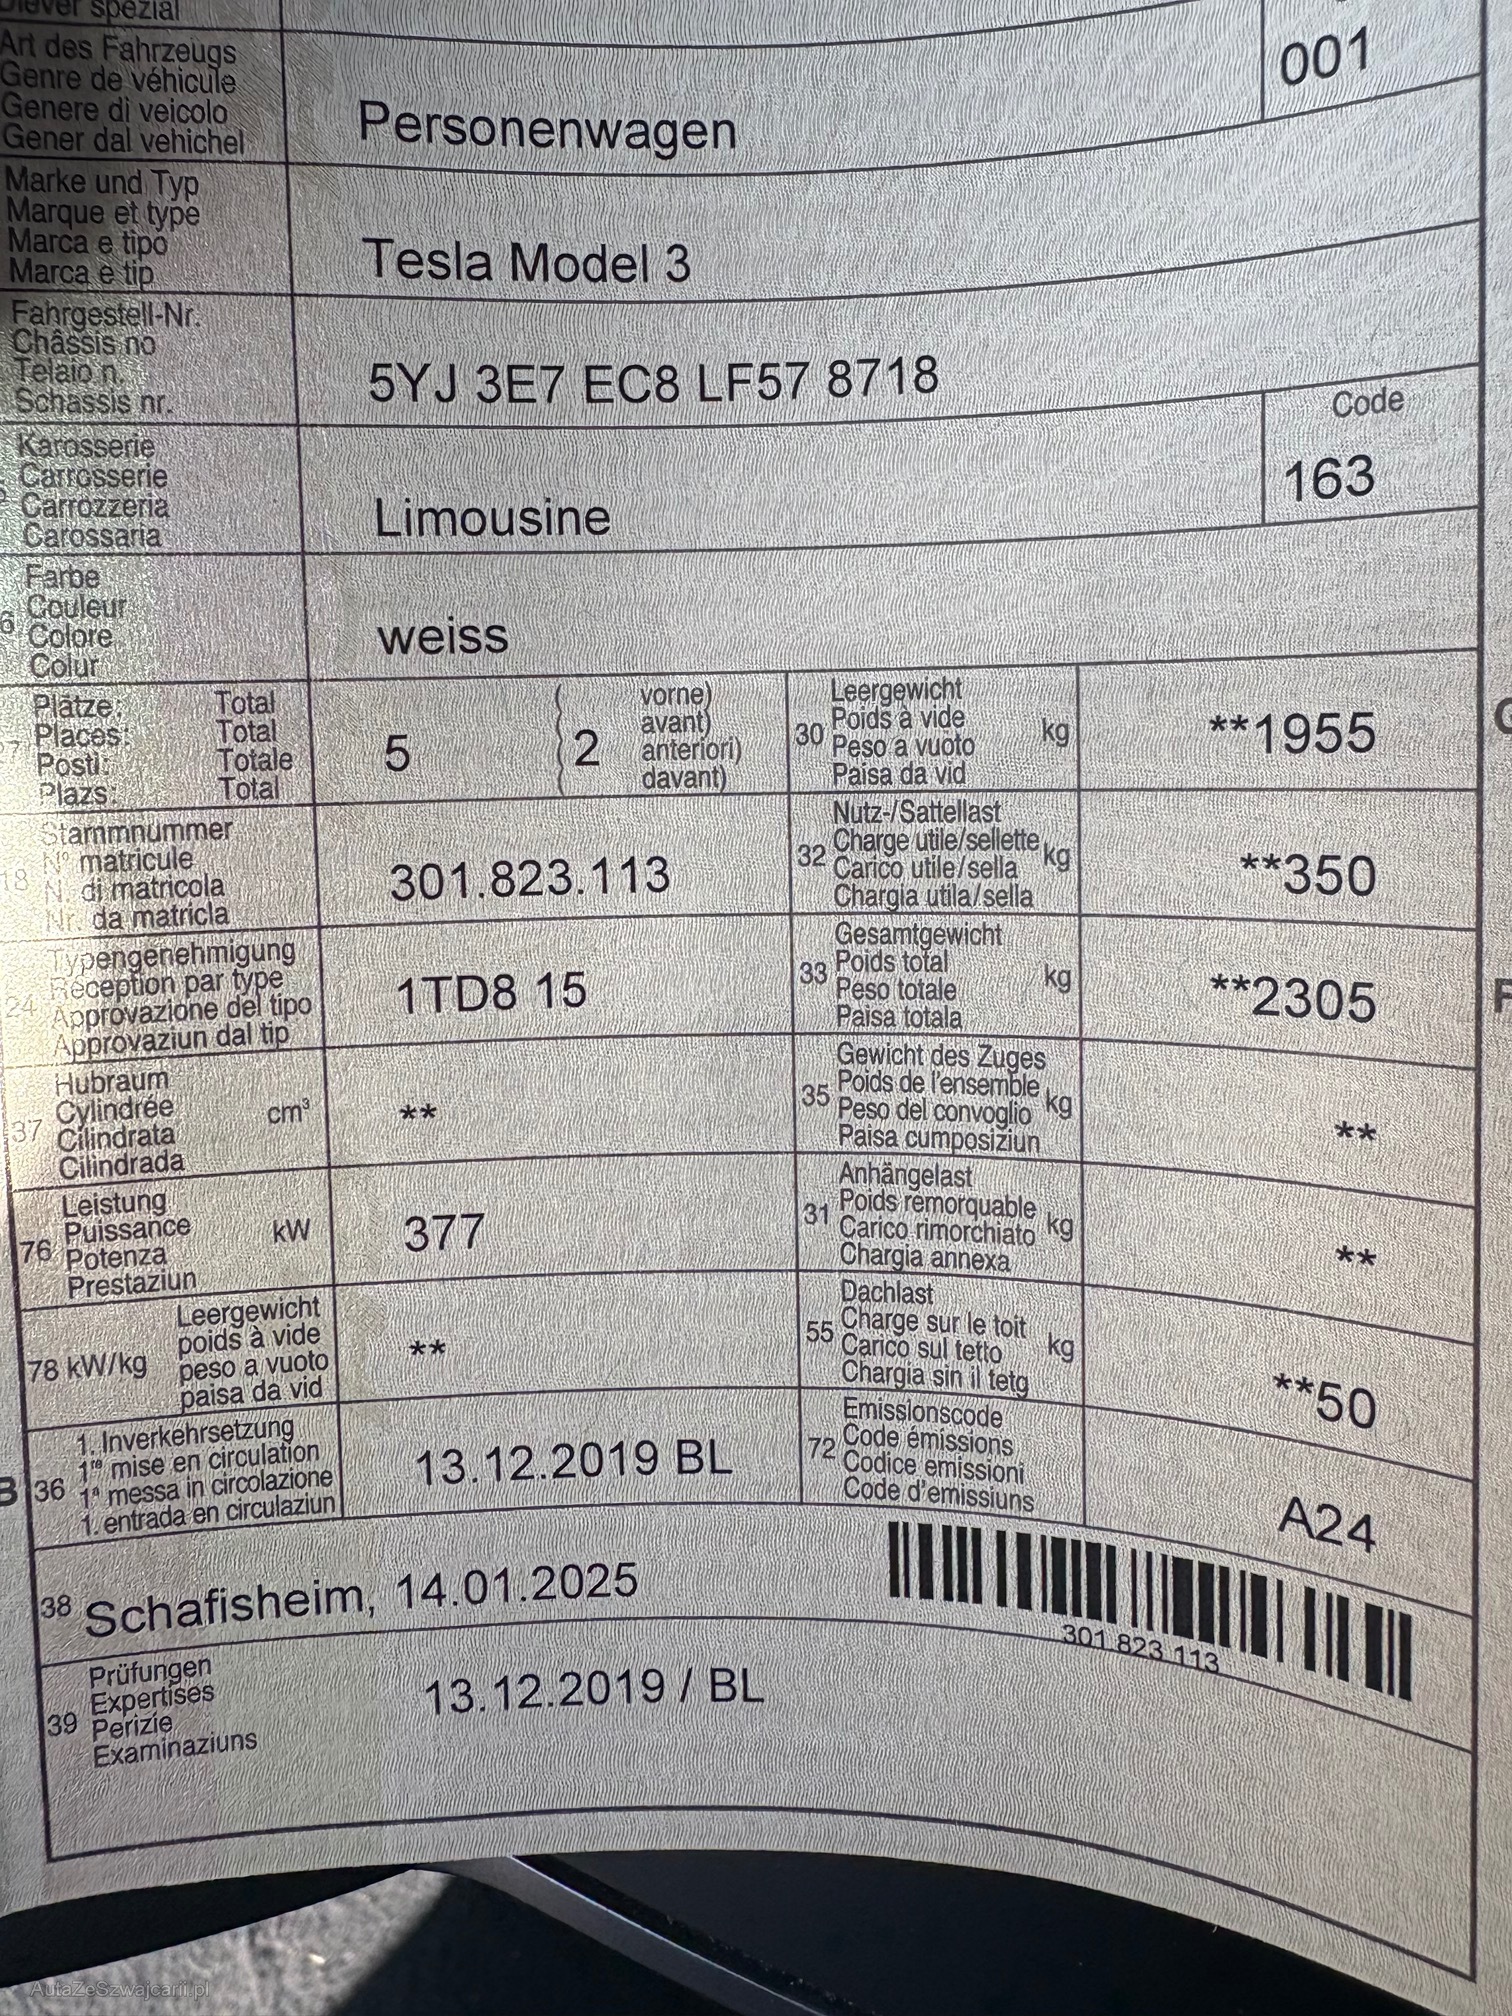 spezial
Art des Fahrzeugs
Genre de véhicule
Genere di veicolo
Gener dal vehichel
Personenwagen
001
Marke und Typ
Marque et type
Marca e tipo
Marca e tip
Tesla Model 3
Fahrgestell-Nr.
Châssis no
Telaio n.
Schassis nr.
5YJ 3E7 EC8 LF57 8718
Karosserie
Carrosserie
Carrozzeria
Carossaria
Limousine
Code
163
Farbe
Couleur
Colore
Colur
weiss
Plätze: Total
Places: Total
Posti: Totale
Plazs: Total
5
2
vorne)
avant)
anteriori)
davant)
30 Leergewicht
Poids à vide
Peso a vuoto
Paisa da vid
kg
**1955
18 Stammnummer
N° matricule
N. di matricola
Nr. da matricla
301.823.113
32 Nutz-/Sattellast
Charge utile/sellette
Carico utile/sella
Chargia utila/sella
kg
**350
24 Typengenehmigung
Réception par type
Approvazione del tipo
Approvaziun dal tip
1TD8 15
33 Gesamtgewicht
Poids total
Peso totale
Paisa totala
kg
**2305
37 Hubraum
Cylindrée
Cilindrata
Cilindrada
cm³
**
35 Gewicht des Zuges
Poids de l'ensemble
Peso del convoglio
Paisa cumposiziun
kg
**
76 Leistung
Puissance
Potenza
Prestaziun
kW
377
31 Anhängelast
Poids remorquable
Carico rimorchiato
Chargia annexa
kg
**
78 kW/kg
Leergewicht
poids à vide
peso a vuoto
paisa da vid
**
55 Dachlast
Charge sur le toit
Carico sul tetto
Chargia sin il tetg
kg
**50
B 36
1. Inverkehrsetzung
1re mise en circulation
1a messa in circolazione
1. entrada en circulaziun
13.12.2019 BL
72 Emissionscode
Code émissions
Codice emissioni
Code d'emissiuns
A24
38 Schafisheim, 14.01.2025
301 823 113
39 Prüfungen
Expertises
Perizie
Examinaziuns
13.12.2019 / BL
AutaZeSzwajcarii.pl